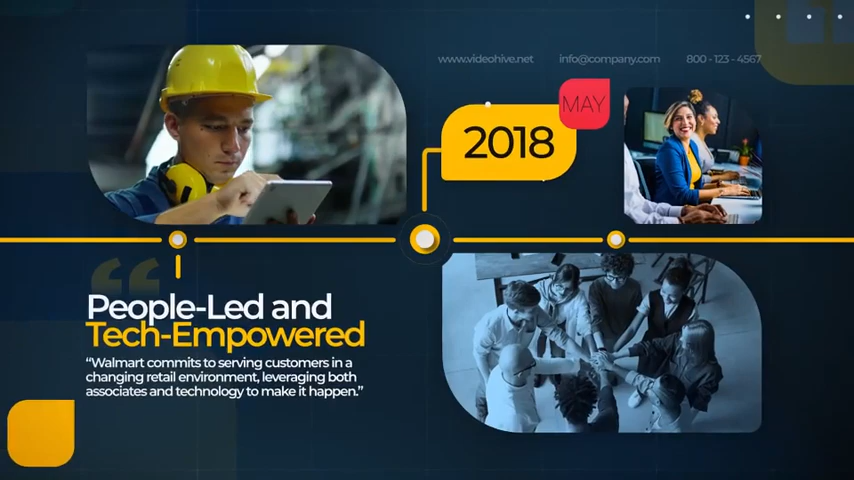 www.videohive.net info@company.com 800 - 123 - 4567
MAY
2018
People-Led and
Tech-Empowered
“Walmart commits to serving customers in a
changing retail environment, leveraging both
associates and technology to make it happen.”